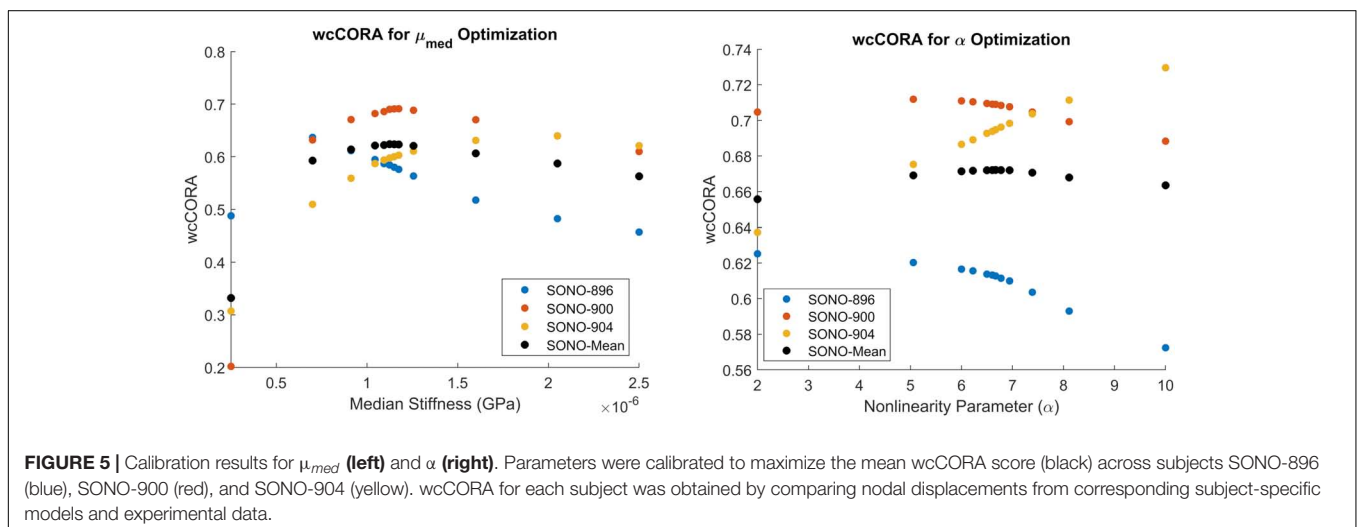 wcCORA for μmed Optimization
0.8
0.7
0.6
0.5
0.4
0.3
0.2
wcCORA
SONO-896
SONO-900
SONO-904
SONO-Mean
0.5
1
1.5
2
2.5
Median Stiffness (GPa)
×10⁻⁶
wcCORA for α Optimization
0.74
0.72
0.7
0.68
0.66
0.64
0.62
0.6
0.58
0.56
wcCORA
SONO-896
SONO-900
SONO-904
SONO-Mean
2
3
4
5
6
7
8
9
10
Nonlinearity Parameter (α)
FIGURE 5 | Calibration results for μmed (left) and α (right). Parameters were calibrated to maximize the mean wcCORA score (black) across subjects SONO-896
(blue), SONO-900 (red), and SONO-904 (yellow). wcCORA for each subject was obtained by comparing nodal displacements from corresponding subject-specific
models and experimental data.